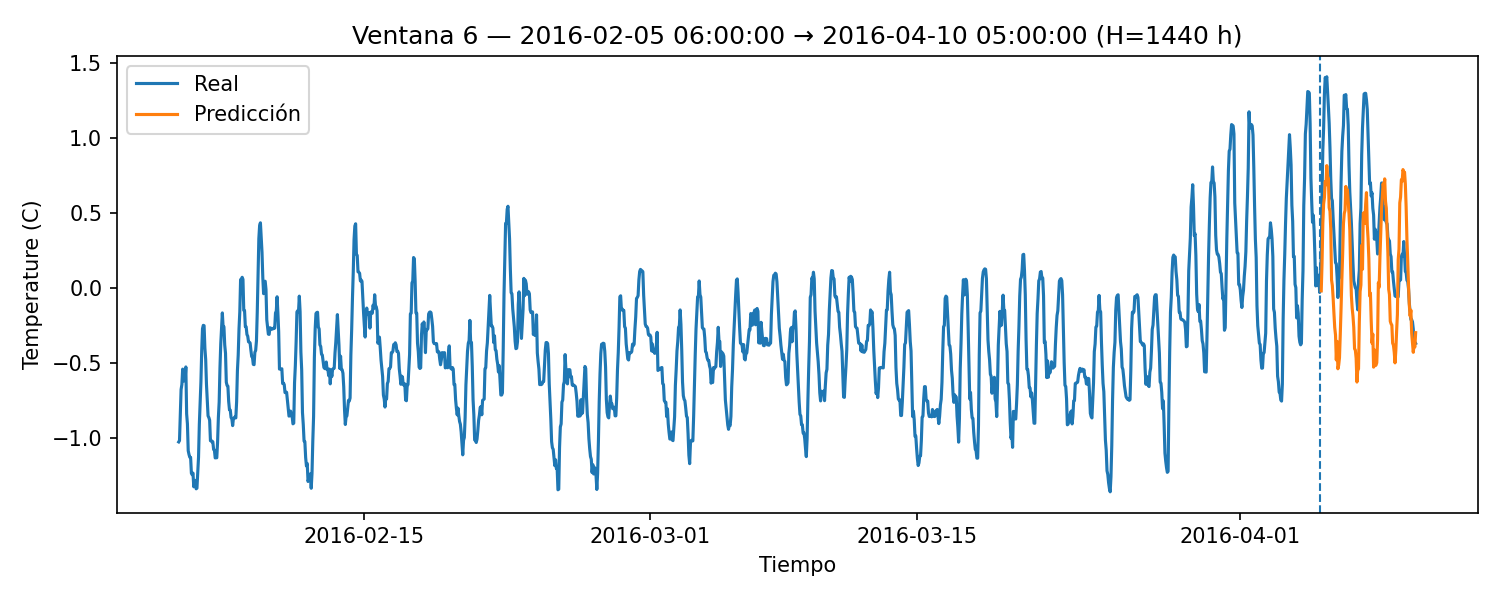 Ventana 6 — 2016-02-05 06:00:00 → 2016-04-10 05:00:00 (H=1440 h)
Real
Predicción
1.5
1.0
0.5
0.0
−0.5
−1.0
Temperature (C)
2016-02-15
2016-03-01
2016-03-15
2016-04-01
Tiempo